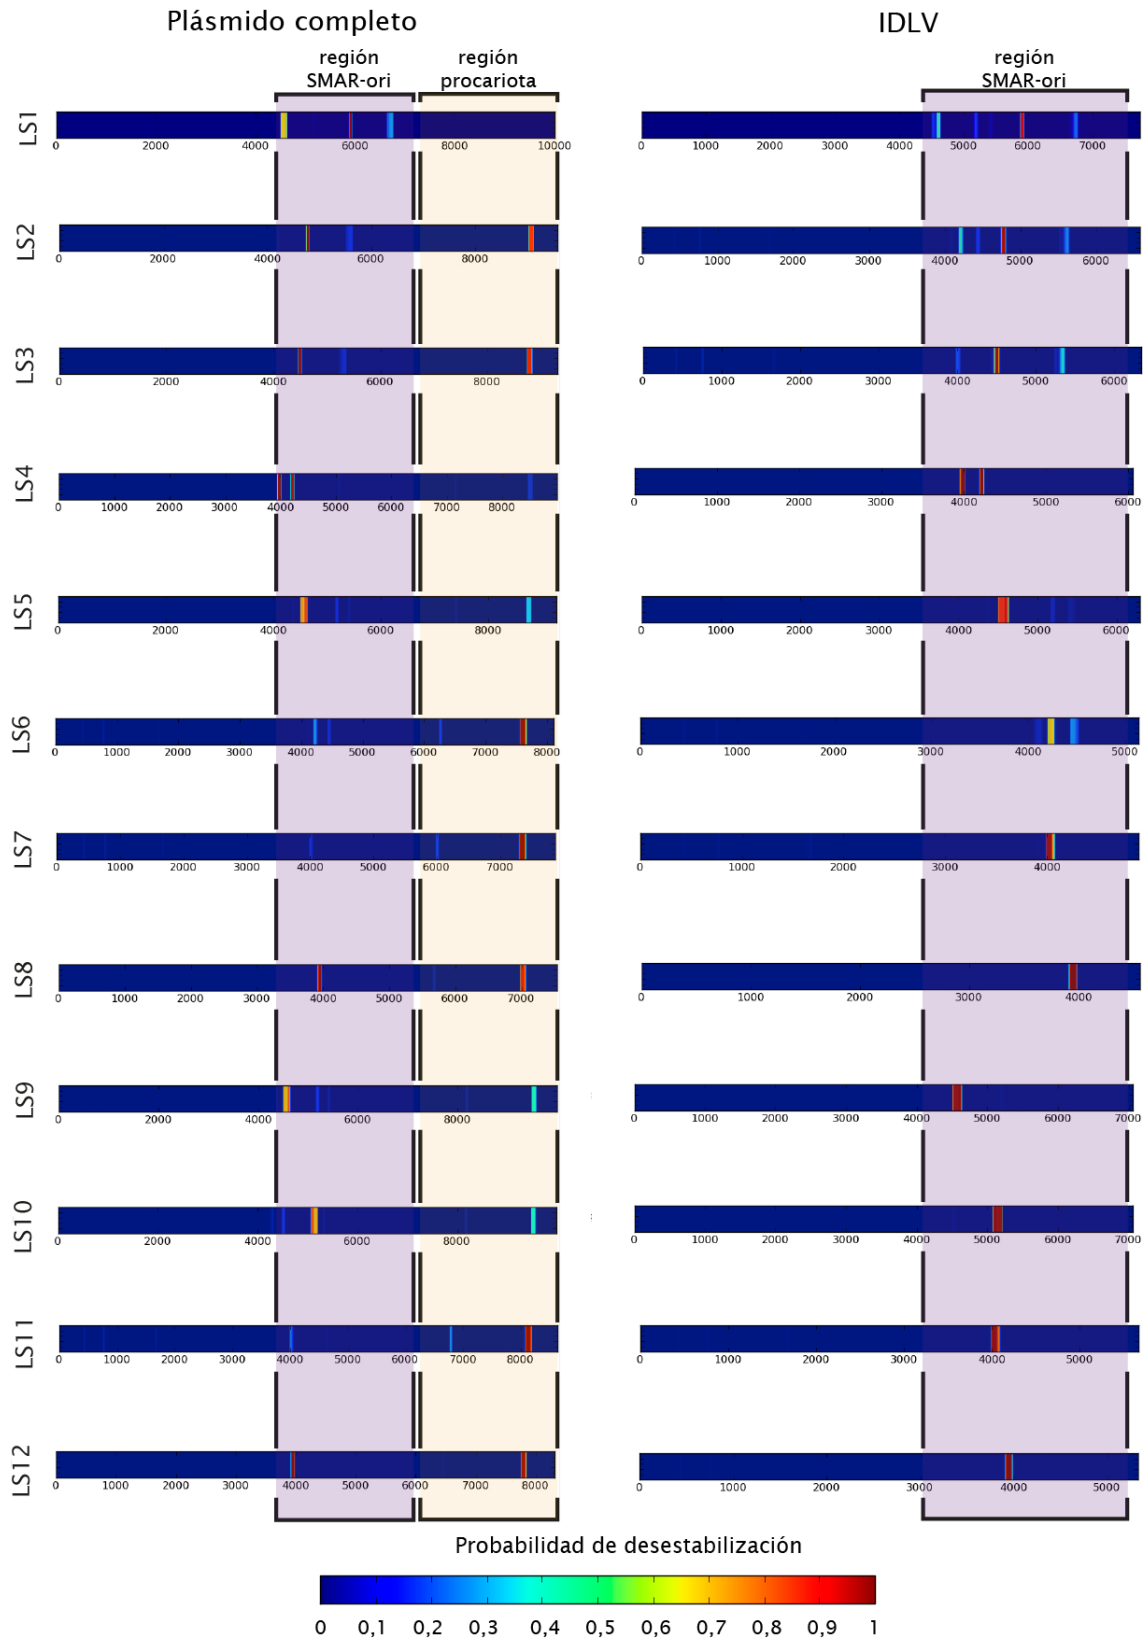 Plásmido completo
IDLV
región
SMAR-ori
región
procariota
región
SMAR-ori
LS1
0 2000 4000 6000 8000 10000
0 1000 2000 3000 4000 5000 6000 7000
LS2
0 2000 4000 6000 8000
0 1000 2000 3000 4000 5000 6000
LS3
0 2000 4000 6000 8000
0 1000 2000 3000 4000 5000 6000
LS4
0 1000 2000 3000 4000 5000 6000 7000 8000
0 1000 2000 3000 4000 5000 6000
LS5
0 2000 4000 6000 8000
0 1000 2000 3000 4000 5000 6000
LS6
0 1000 2000 3000 4000 5000 6000 7000 8000
0 1000 2000 3000 4000 5000
LS7
0 1000 2000 3000 4000 5000 6000 7000
0 1000 2000 3000 4000
LS8
0 1000 2000 3000 4000 5000 6000 7000
0 1000 2000 3000 4000
LS9
0 2000 4000 6000 8000
0 1000 2000 3000 4000 5000 6000 7000
LS10
0 2000 4000 6000 8000
0 1000 2000 3000 4000 5000 6000 7000
LS11
0 1000 2000 3000 4000 5000 6000 7000 8000
0 1000 2000 3000 4000 5000
LS12
0 1000 2000 3000 4000 5000 6000 7000 8000
0 1000 2000 3000 4000 5000
Probabilidad de desestabilización
0 0,1 0,2 0,3 0,4 0,5 0,6 0,7 0,8 0,9 1